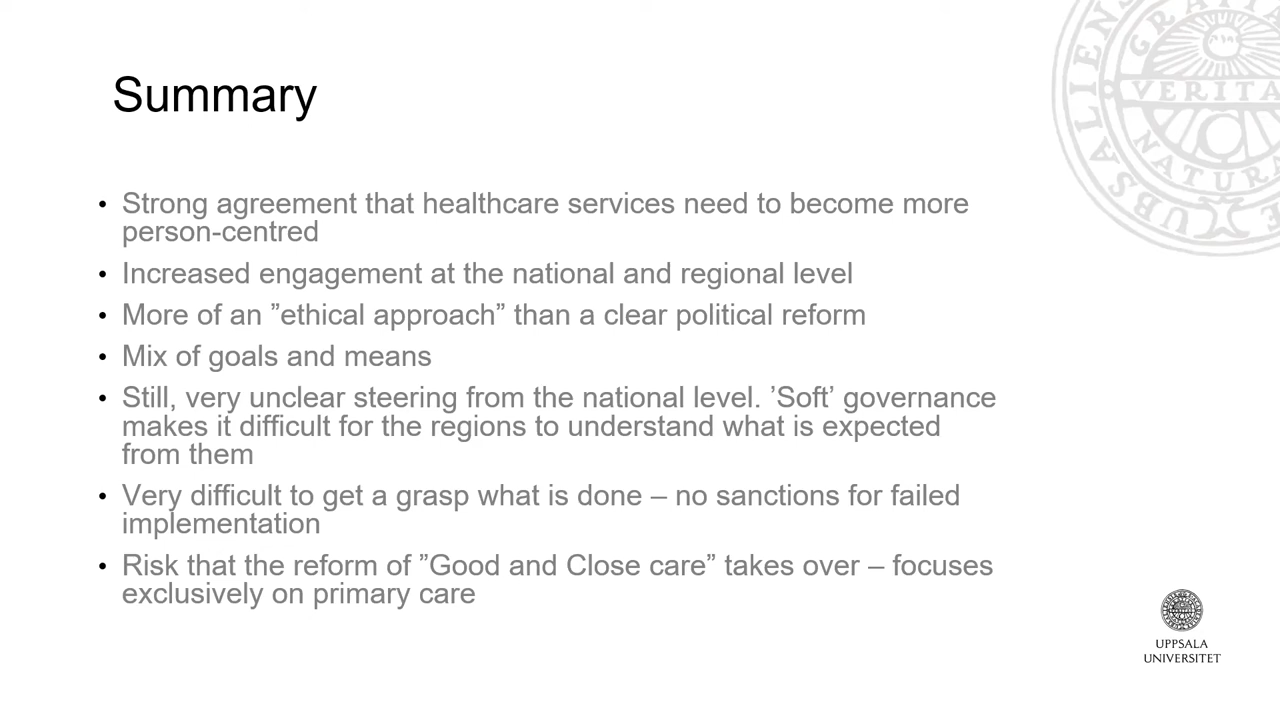 Summary
• Strong agreement that healthcare services need to become more
person-centred
• Increased engagement at the national and regional level
• More of an ”ethical approach” than a clear political reform
• Mix of goals and means
• Still, very unclear steering from the national level. ’Soft’ governance
makes it difficult for the regions to understand what is expected
from them
• Very difficult to get a grasp what is done – no sanctions for failed
implementation
• Risk that the reform of ”Good and Close care” takes over – focuses
exclusively on primary care
GRATIA
VERITA
NATURA
UPPSALA
UNIVERSITET